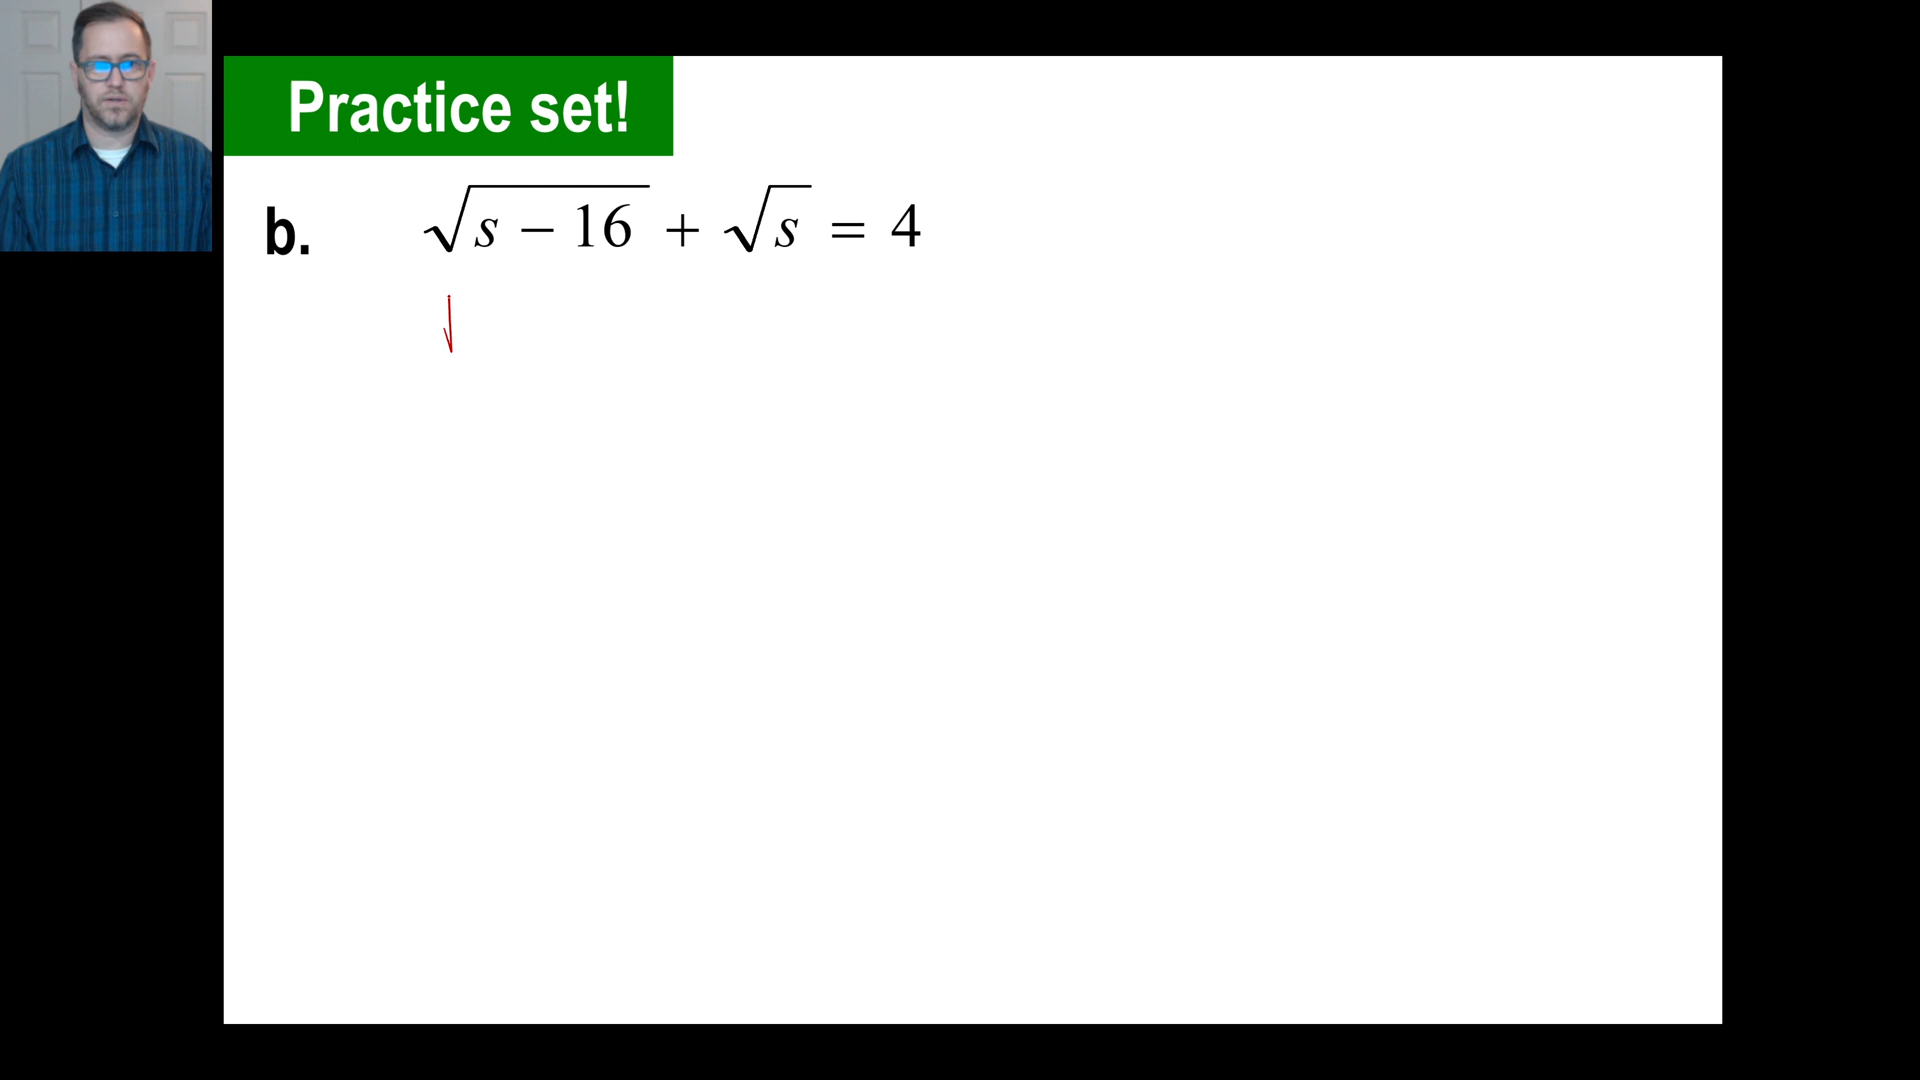 Practice set!
b. √(s − 16) + √s = 4